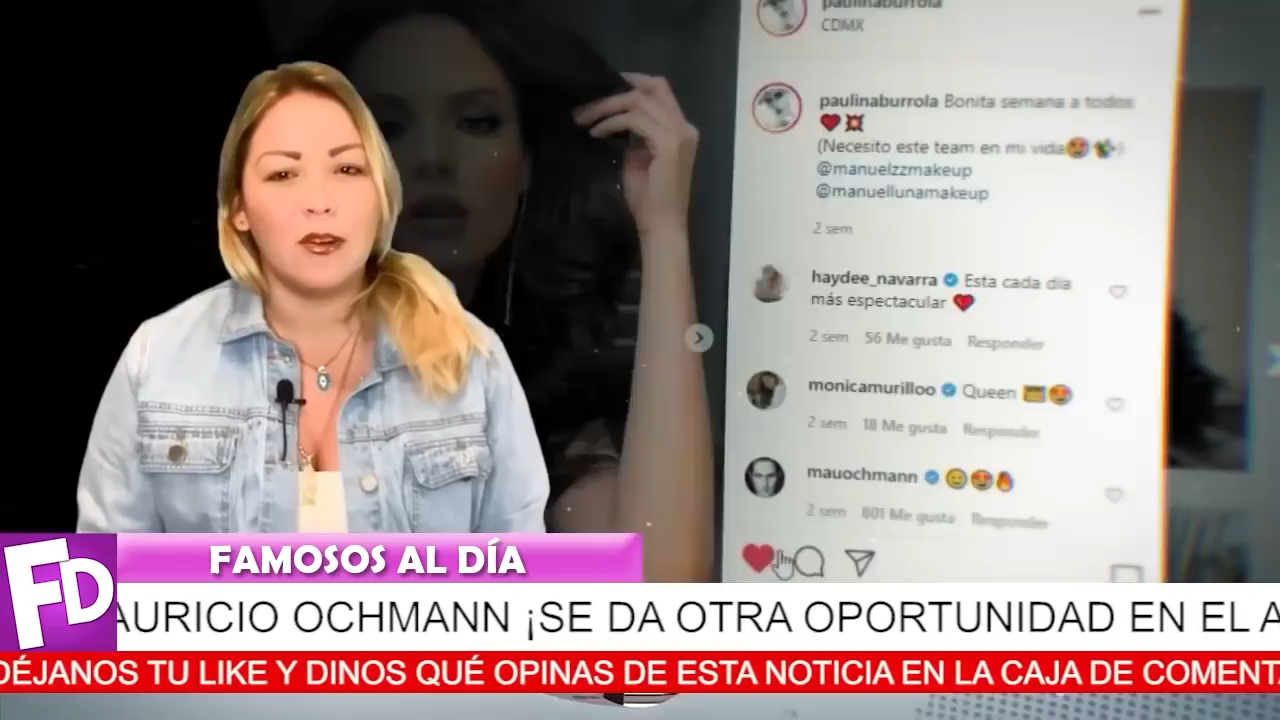 paulinaburrola
CDMX
paulinaburrola Bonita semana a todos
(Necesito este team en mi vida )
@manuelzzmakeup
@manuellunamakeup
2 sem
haydee_navarra Esta cada día
más espectacular
2 sem 56 Me gusta Responder
monicamurilloo Queen
2 sem 18 Me gusta Responder
mauochmann
2 sem 801 Me gusta Responder
FD
FAMOSOS AL DÍA
AURICIO OCHMANN ¡SE DA OTRA OPORTUNIDAD EN EL A
DÉJANOS TU LIKE Y DINOS QUÉ OPINAS DE ESTA NOTICIA EN LA CAJA DE COMENTA